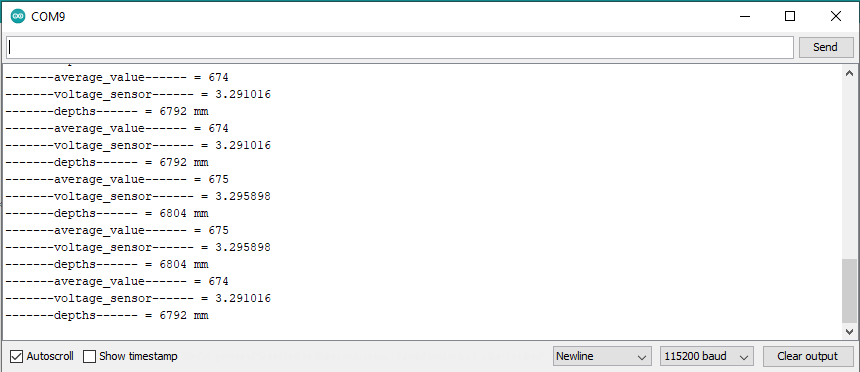 COM9
Send
-------average_value------ = 674
-------voltage_sensor------ = 3.291016
-------depths------ = 6792 mm
-------average_value------ = 674
-------voltage_sensor------ = 3.291016
-------depths------ = 6792 mm
-------average_value------ = 675
-------voltage_sensor------ = 3.295898
-------depths------ = 6804 mm
-------average_value------ = 675
-------voltage_sensor------ = 3.295898
-------depths------ = 6804 mm
-------average_value------ = 674
-------voltage_sensor------ = 3.291016
-------depths------ = 6792 mm
Autoscroll Show timestamp Newline 115200 baud Clear output